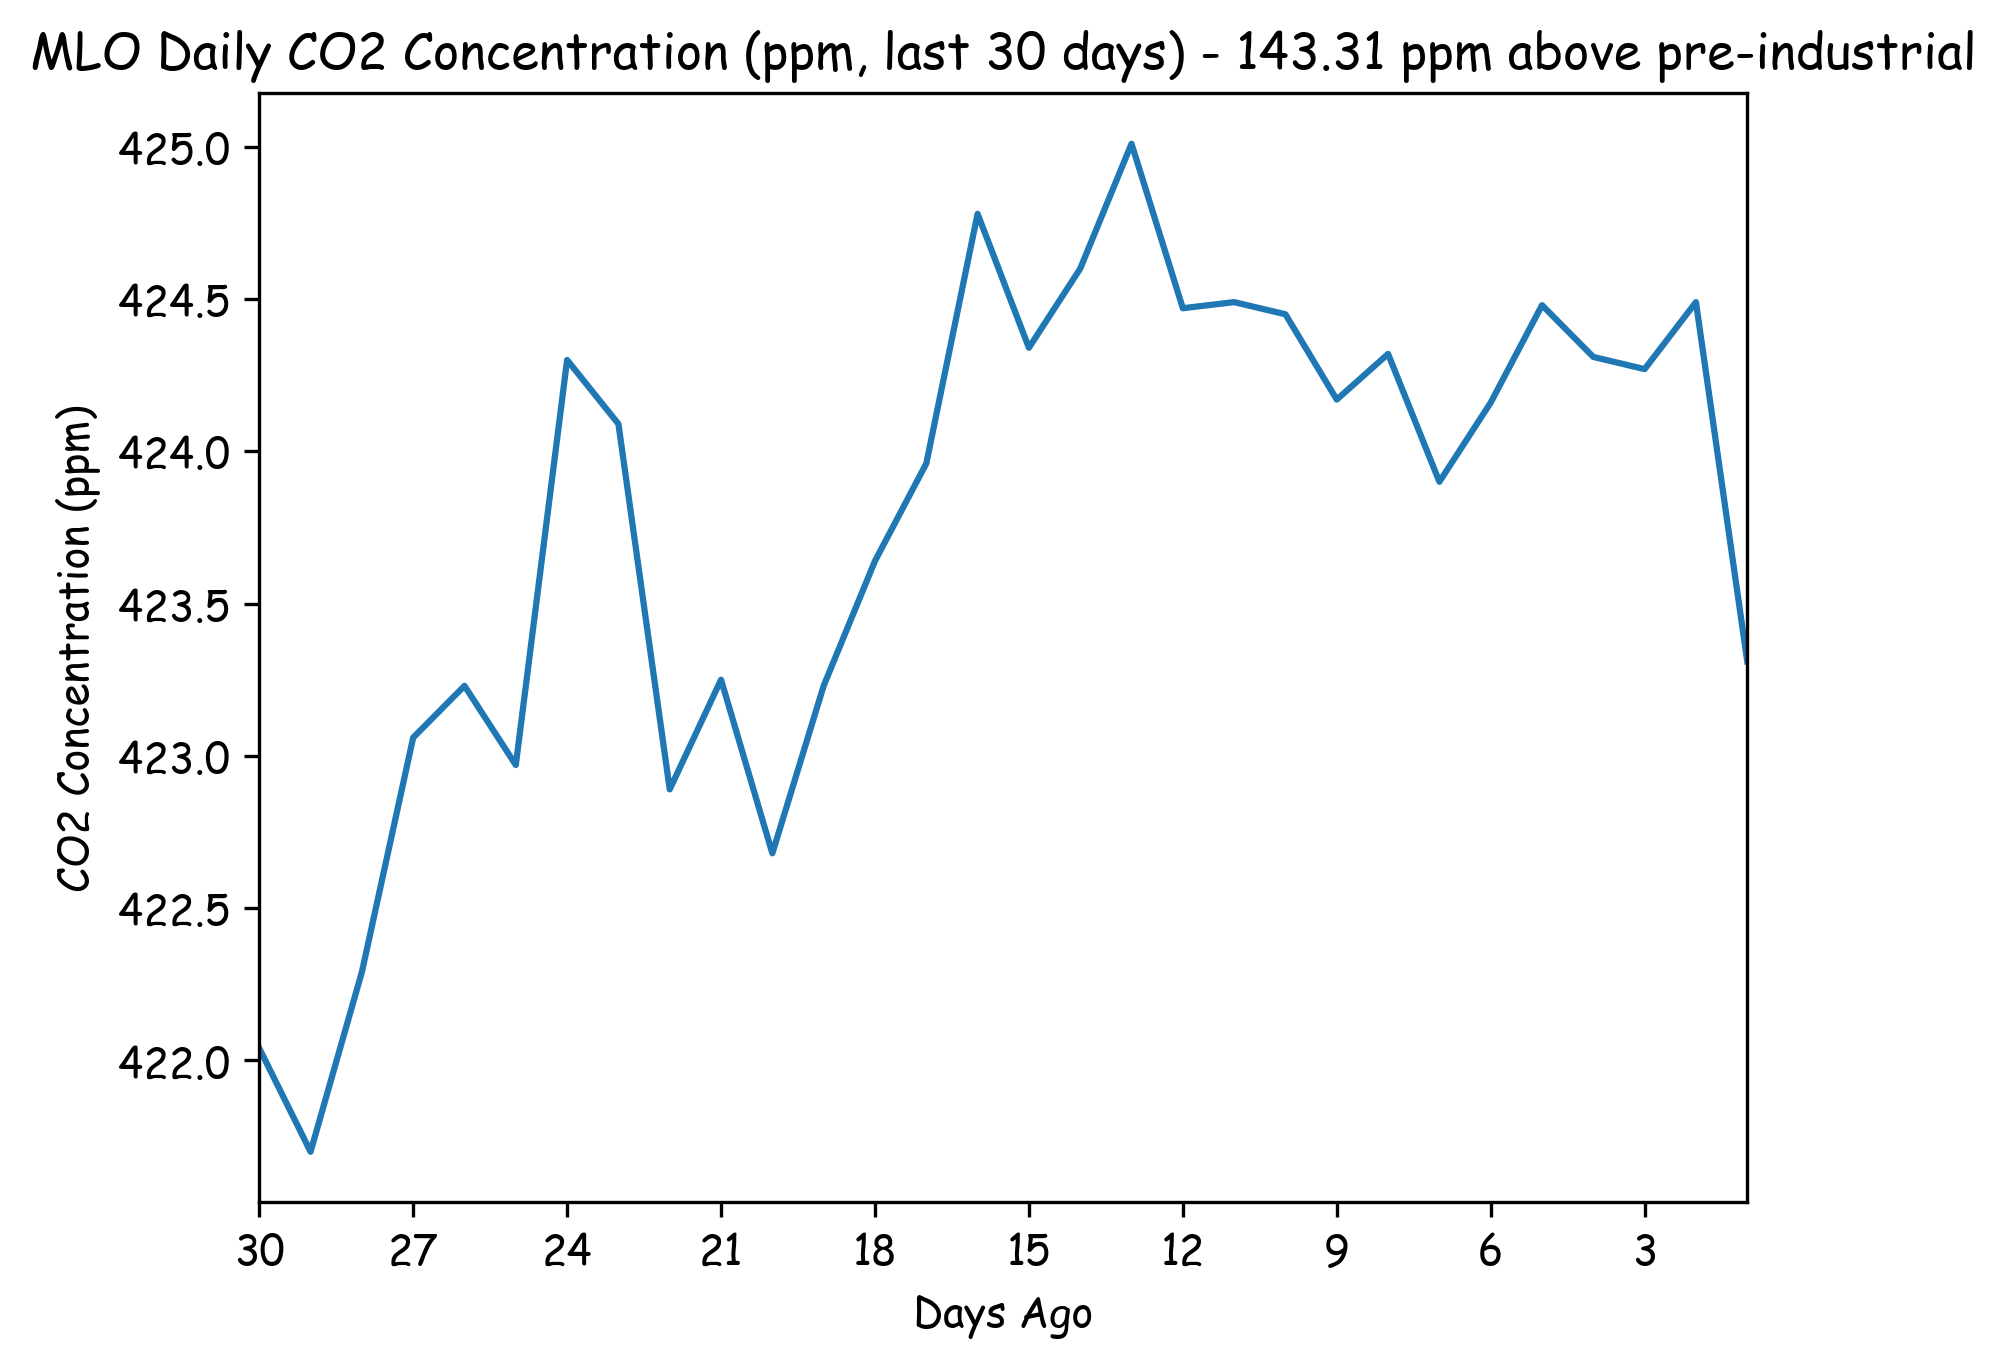 MLO Daily CO2 Concentration (ppm, last 30 days) - 143.31 ppm above pre-industrial
425.0
424.5
424.0
423.5
423.0
422.5
422.0
CO2 Concentration (ppm)
30 27 24 21 18 15 12 9 6 3
Days Ago